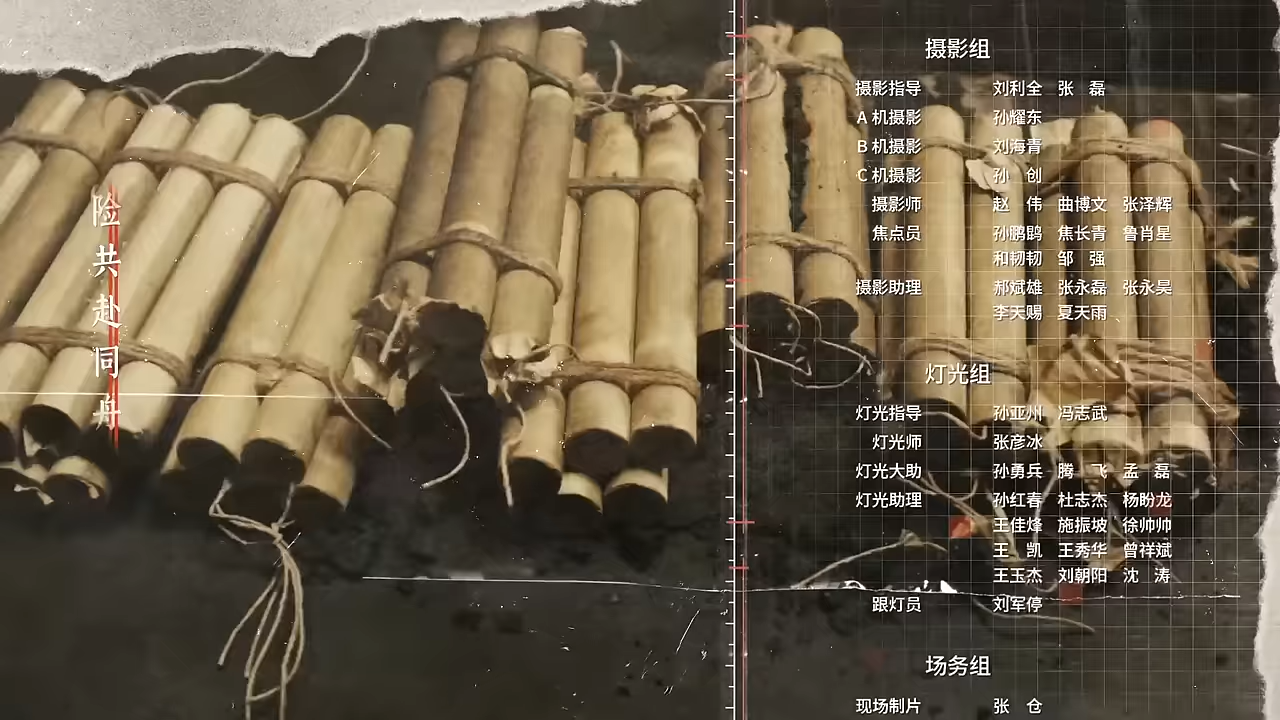 险共赴同舟
摄影组
摄影指导 刘利全 张 磊
A 机摄影 孙耀东
B 机摄影 刘海青
C 机摄影 孙 创
摄影师 赵 伟 曲博文 张泽辉
焦点员 孙鹏鹍 焦长青 鲁肖星
和韧韧 邹 强
摄影助理 郝斌雄 张永磊 张永昊
李天赐 夏天雨
灯光组
灯光指导 孙亚州 冯志武
灯光师 张彦冰
灯光大助 孙勇兵 腾 飞 孟 磊
灯光助理 孙红春 杜志杰 杨盼龙
王佳烽 施振坡 徐帅帅
王 凯 王秀华 曾祥斌
王玉杰 刘朝阳 沈 涛
跟灯员 刘军停
场务组
现场制片 张 仓